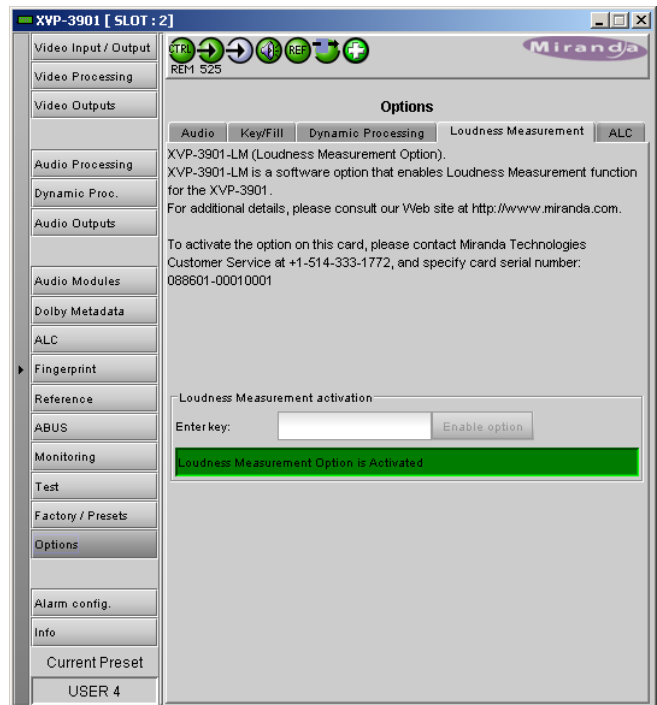 XVP-3901 [ SLOT : 2]
Video Input / Output
Video Processing
Video Outputs
Audio Processing
Dynamic Proc.
Audio Outputs
Audio Modules
Dolby Metadata
ALC
Fingerprint
Reference
ABUS
Monitoring
Test
Factory / Presets
Options
Alarm config.
Info
Current Preset
USER 4
CTRL
REF
REM 525
Miranda
Options
Audio
Key/Fill
Dynamic Processing
Loudness Measurement
ALC
XVP-3901-LM (Loudness Measurement Option).
XVP-3901-LM is a software option that enables Loudness Measurement function
for the XVP-3901.
For additional details, please consult our Web site at http://www.miranda.com.
To activate the option on this card, please contact Miranda Technologies
Customer Service at +1-514-333-1772, and specify card serial number:
088601-00010001
Loudness Measurement activation
Enter key:
Enable option
Loudness Measurement Option is Activated